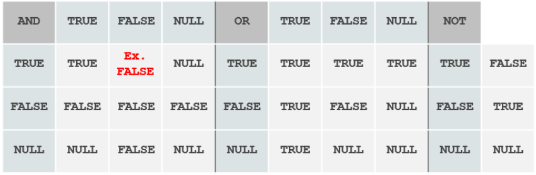 AND TRUE FALSE NULL OR TRUE FALSE NULL NOT
TRUE TRUE Ex. FALSE NULL TRUE TRUE TRUE TRUE TRUE FALSE
FALSE FALSE FALSE FALSE FALSE TRUE FALSE NULL FALSE TRUE
NULL NULL FALSE NULL NULL TRUE NULL NULL NULL NULL